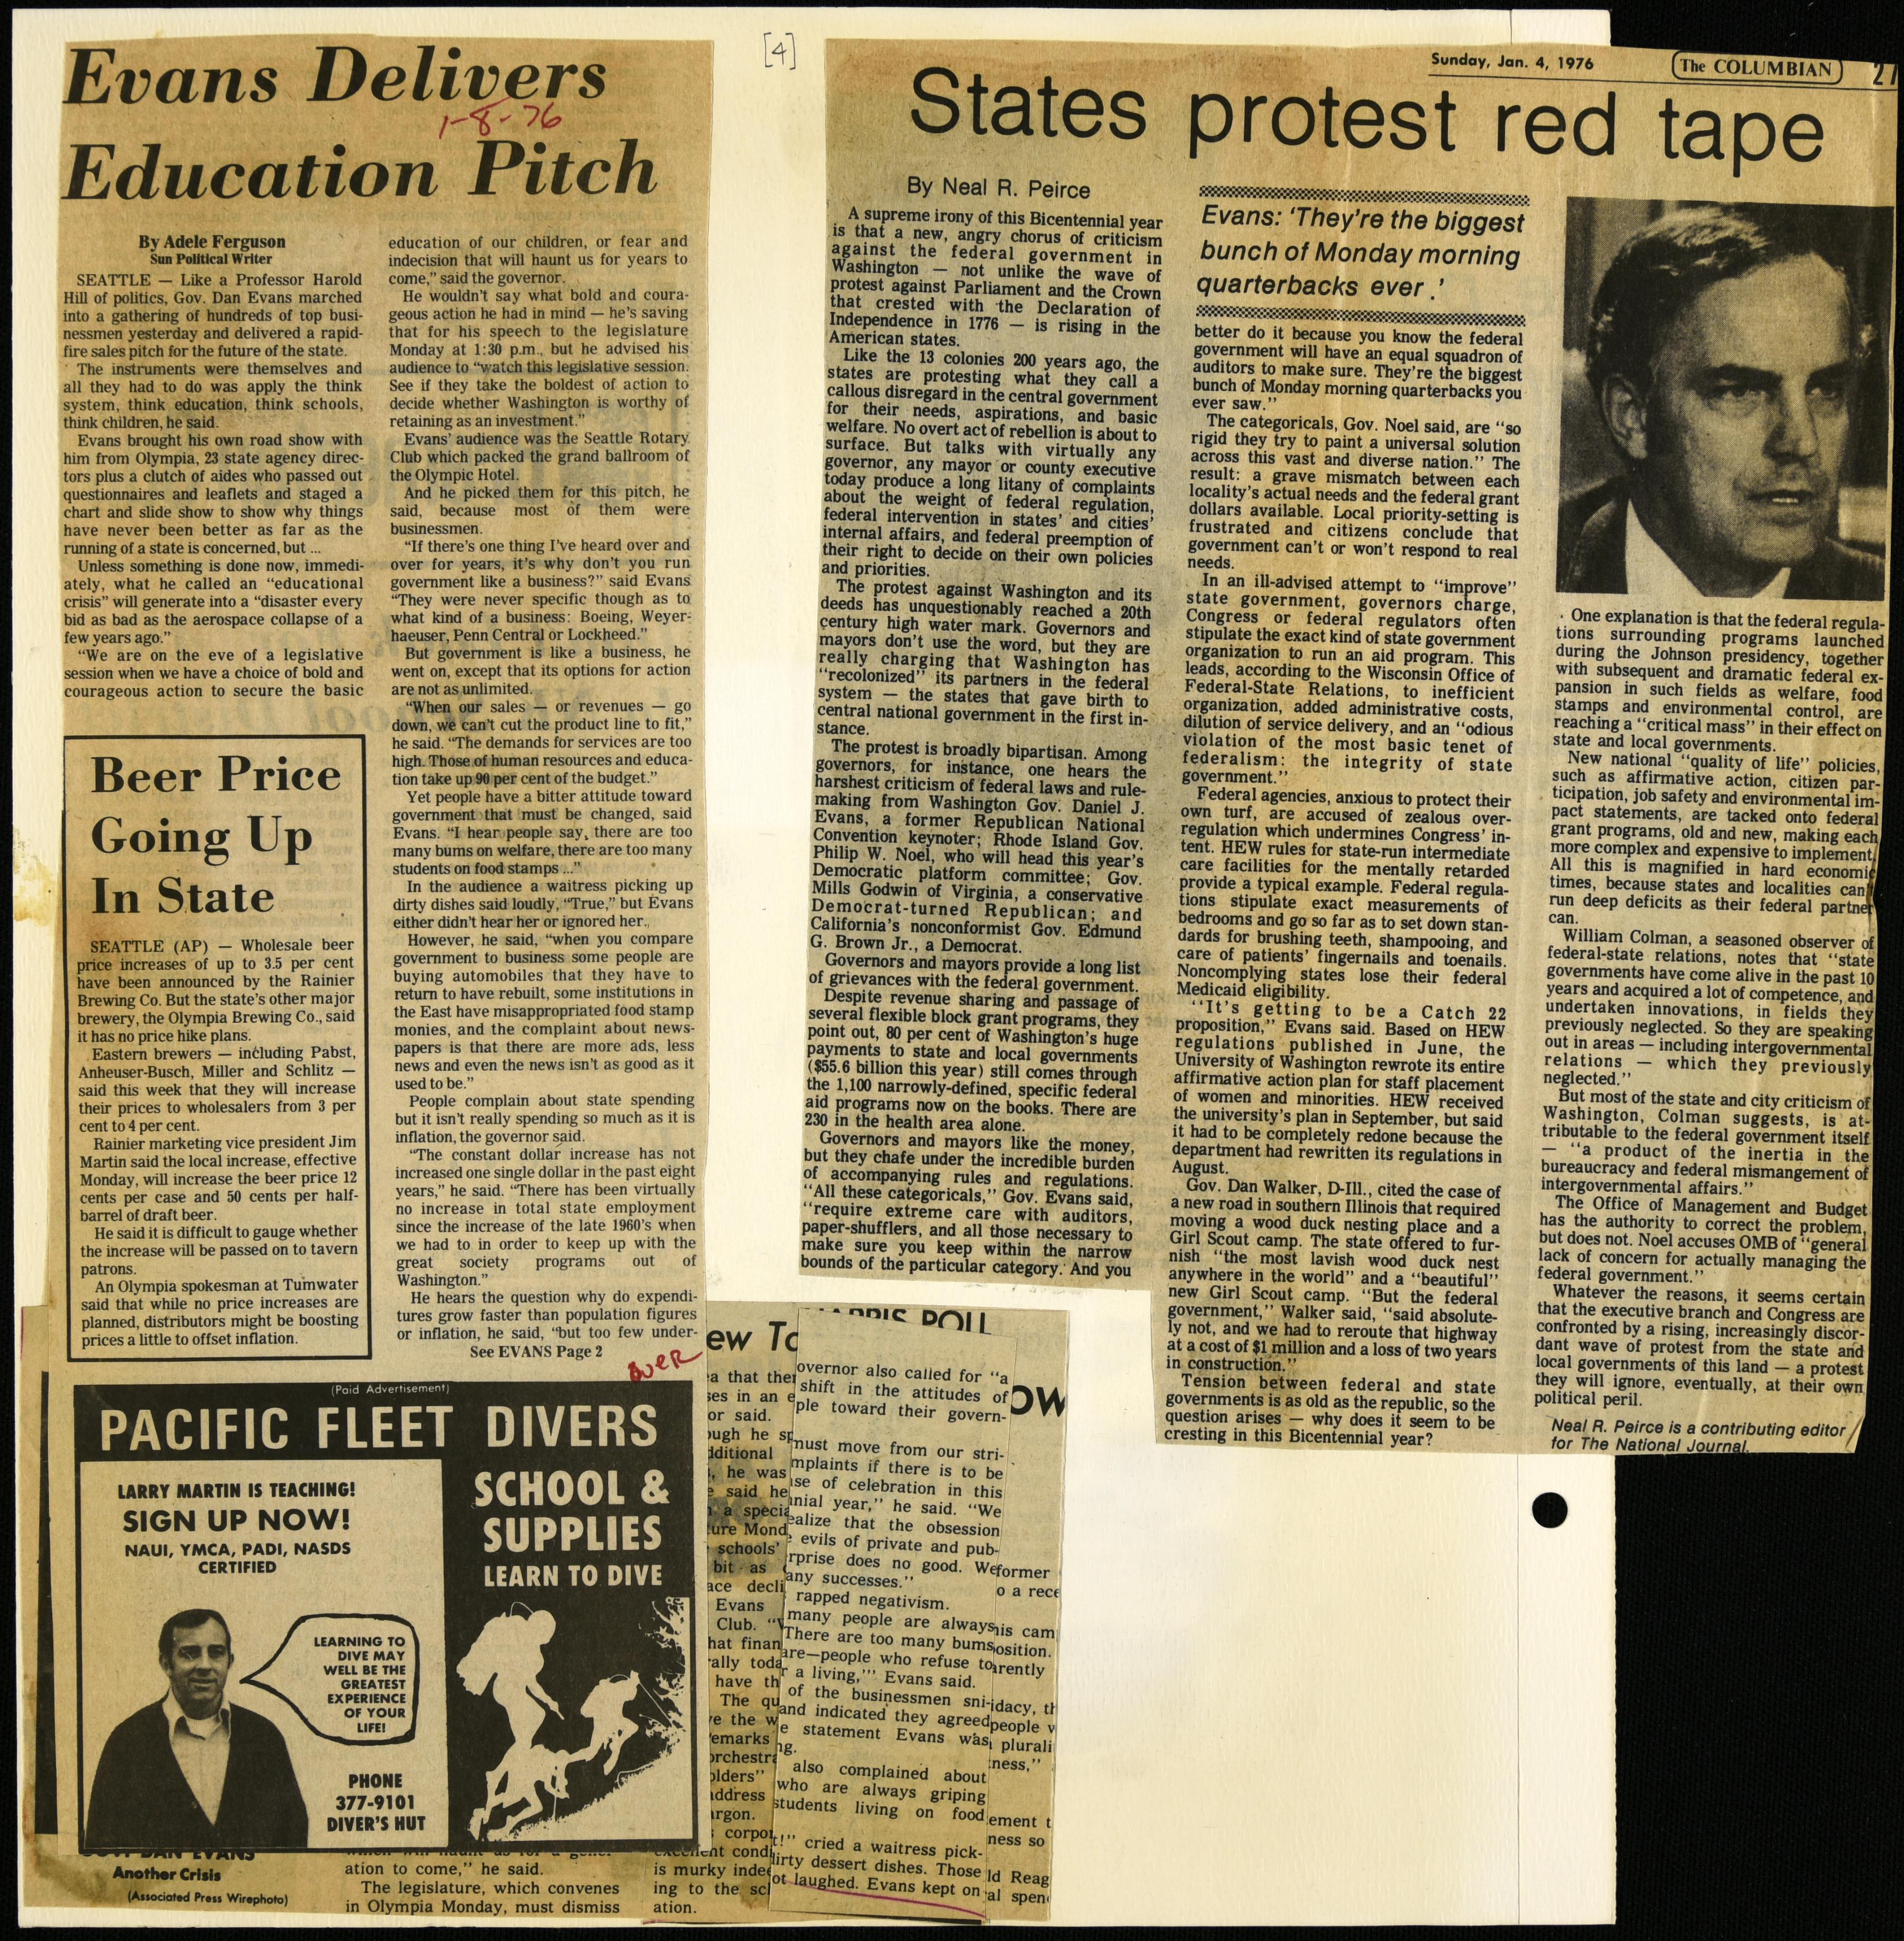 [4]
Evans Delivers
1-8-76
Education Pitch
By Adele Ferguson
Sun Political Writer
SEATTLE — Like a Professor Harold
Hill of politics, Gov. Dan Evans marched
into a gathering of hundreds of top busi-
nessmen yesterday and delivered a rapid-
fire sales pitch for the future of the state.
The instruments were themselves and
all they had to do was apply the think
system, think education, think schools,
think children, he said.
Evans brought his own road show with
him from Olympia, 23 state agency direc-
tors plus a clutch of aides who passed out
questionnaires and leaflets and staged a
chart and slide show to show why things
have never been better as far as the
running of a state is concerned, but ...
Unless something is done now, immedi-
ately, what he called an “educational
crisis” will generate into a “disaster every
bid as bad as the aerospace collapse of a
few years ago.”
“We are on the eve of a legislative
session when we have a choice of bold and
courageous action to secure the basic
education of our children, or fear and
indecision that will haunt us for years to
come,” said the governor.
He wouldn’t say what bold and coura-
geous action he had in mind — he’s saving
that for his speech to the legislature
Monday at 1:30 p.m., but he advised his
audience to “watch this legislative session.
See if they take the boldest of action to
decide whether Washington is worthy of
retaining as an investment.”
Evans’ audience was the Seattle Rotary
Club which packed the grand ballroom of
the Olympic Hotel.
And he picked them for this pitch, he
said, because most of them were
businessmen.
“If there’s one thing I’ve heard over and
over for years, it’s why don’t you run
government like a business?” said Evans
“They were never specific though as to
what kind of a business: Boeing, Weyer-
haeuser, Penn Central or Lockheed.”
But government is like a business, he
went on, except that its options for action
are not as unlimited.
“When our sales — or revenues — go
down, we can’t cut the product line to fit,”
he said. “The demands for services are too
high. Those of human resources and educa-
tion take up 90 per cent of the budget.”
Yet people have a bitter attitude toward
government that must be changed, said
Evans. “I hear people say, there are too
many bums on welfare, there are too many
students on food stamps ...”
In the audience a waitress picking up
dirty dishes said loudly, “True,” but Evans
either didn’t hear her or ignored her.
However, he said, “when you compare
government to business some people are
buying automobiles that they have to
return to have rebuilt, some institutions in
the East have misappropriated food stamp
monies, and the complaint about news-
papers is that there are more ads, less
news and even the news isn’t as good as it
used to be.”
People complain about state spending
but it isn’t really spending so much as it is
inflation, the governor said.
“The constant dollar increase has not
increased one single dollar in the past eight
years,” he said. “There has been virtually
no increase in total state employment
since the increase of the late 1960’s when
we had to in order to keep up with the
great society programs out of
Washington.”
He hears the question why do expendi-
tures grow faster than population figures
or inflation, he said, “but too few under-
See EVANS Page 2
over
Beer Price
Going Up
In State
SEATTLE (AP) — Wholesale beer
price increases of up to 3.5 per cent
have been announced by the Rainier
Brewing Co. But the state’s other major
brewery, the Olympia Brewing Co., said
it has no price hike plans.
Eastern brewers — including Pabst,
Anheuser-Busch, Miller and Schlitz —
said this week that they will increase
their prices to wholesalers from 3 per
cent to 4 per cent.
Rainier marketing vice president Jim
Martin said the local increase, effective
Monday, will increase the beer price 12
cents per case and 50 cents per half-
barrel of draft beer.
He said it is difficult to gauge whether
the increase will be passed on to tavern
patrons.
An Olympia spokesman at Tumwater
said that while no price increases are
planned, distributors might be boosting
prices a little to offset inflation.
(Paid Advertisement)
PACIFIC FLEET DIVERS
LARRY MARTIN IS TEACHING!
SIGN UP NOW!
NAUI, YMCA, PADI, NASDS
CERTIFIED
SCHOOL &
SUPPLIES
LEARN TO DIVE
LEARNING TO
DIVE MAY
WELL BE THE
GREATEST
EXPERIENCE
OF YOUR
LIFE!
PHONE
377-9101
DIVER’S HUT
GOV. DAN EVANS
Another Crisis
(Associated Press Wirephoto)
ation to come,” he said.
The legislature, which convenes
in Olympia Monday, must dismiss
excellent condi
is murky inde
ing to the scl
ation.
ew To
a that ther
ses in an e
or said.
ough he sp
dditional
, he was
e said he
n a specia
ure Mond
schools’
bit as
ace decli
Evans
Club.
hat finan
rally toda
have th
The qu
ve the w
emarks
orchestra
olders”
address
argon.
corpor
HARRIS POLL
overnor also called for “a
shift in the attitudes of
ple toward their govern-
must move from our stri-
mplaints if there is to be
se of celebration in this
nial year,” he said. “We
ealize that the obsession
e evils of private and pub-
rprise does no good. We
any successes.”
rapped negativism.
many people are always
There are too many bums
are—people who refuse to
r a living,’” Evans said.
of the businessmen sni-
and indicated they agreed
e statement Evans was
ng.
also complained about
who are always griping
students living on food
t!” cried a waitress pick-
dirty dessert dishes. Those
ot laughed. Evans kept on
ow
former
o a rece
his cam
osition.
arently
idacy, th
people v
plurali
ness,”
ement t
ness so
ld Reag
al spen
Sunday, Jan. 4, 1976
The COLUMBIAN
27
States protest red tape
By Neal R. Peirce
A supreme irony of this Bicentennial year
is that a new, angry chorus of criticism
against the federal government in
Washington — not unlike the wave of
protest against Parliament and the Crown
that crested with the Declaration of
Independence in 1776 — is rising in the
American states.
Like the 13 colonies 200 years ago, the
states are protesting what they call a
callous disregard in the central government
for their needs, aspirations, and basic
welfare. No overt act of rebellion is about to
surface. But talks with virtually any
governor, any mayor or county executive
today produce a long litany of complaints
about the weight of federal regulation,
federal intervention in states’ and cities’
internal affairs, and federal preemption of
their right to decide on their own policies
and priorities.
The protest against Washington and its
deeds has unquestionably reached a 20th
century high water mark. Governors and
mayors don’t use the word, but they are
really charging that Washington has
“recolonized” its partners in the federal
system — the states that gave birth to
central national government in the first in-
stance.
The protest is broadly bipartisan. Among
governors, for instance, one hears the
harshest criticism of federal laws and rule-
making from Washington Gov. Daniel J.
Evans, a former Republican National
Convention keynoter; Rhode Island Gov.
Philip W. Noel, who will head this year’s
Democratic platform committee; Gov.
Mills Godwin of Virginia, a conservative
Democrat-turned Republican; and
California’s nonconformist Gov. Edmund
G. Brown Jr., a Democrat.
Governors and mayors provide a long list
of grievances with the federal government.
Despite revenue sharing and passage of
several flexible block grant programs, they
point out, 80 per cent of Washington’s huge
payments to state and local governments
($55.6 billion this year) still comes through
the 1,100 narrowly-defined, specific federal
aid programs now on the books. There are
230 in the health area alone.
Governors and mayors like the money,
but they chafe under the incredible burden
of accompanying rules and regulations.
“All these categoricals,” Gov. Evans said,
“require extreme care with auditors,
paper-shufflers, and all those necessary to
make sure you keep within the narrow
bounds of the particular category. And you
Evans: ‘They’re the biggest
bunch of Monday morning
quarterbacks ever .’
better do it because you know the federal
government will have an equal squadron of
auditors to make sure. They’re the biggest
bunch of Monday morning quarterbacks you
ever saw.”
The categoricals, Gov. Noel said, are “so
rigid they try to paint a universal solution
across this vast and diverse nation.” The
result: a grave mismatch between each
locality’s actual needs and the federal grant
dollars available. Local priority-setting is
frustrated and citizens conclude that
government can’t or won’t respond to real
needs.
In an ill-advised attempt to “improve”
state government, governors charge,
Congress or federal regulators often
stipulate the exact kind of state government
organization to run an aid program. This
leads, according to the Wisconsin Office of
Federal-State Relations, to inefficient
organization, added administrative costs,
dilution of service delivery, and an “odious
violation of the most basic tenet of
federalism: the integrity of state
government.”
Federal agencies, anxious to protect their
own turf, are accused of zealous over-
regulation which undermines Congress’ in-
tent. HEW rules for state-run intermediate
care facilities for the mentally retarded
provide a typical example. Federal regula-
tions stipulate exact measurements of
bedrooms and go so far as to set down stan-
dards for brushing teeth, shampooing, and
care of patients’ fingernails and toenails.
Noncomplying states lose their federal
Medicaid eligibility.
“It’s getting to be a Catch 22
proposition,” Evans said. Based on HEW
regulations published in June, the
University of Washington rewrote its entire
affirmative action plan for staff placement
of women and minorities. HEW received
the university’s plan in September, but said
it had to be completely redone because the
department had rewritten its regulations in
August.
Gov. Dan Walker, D-Ill., cited the case of
a new road in southern Illinois that required
moving a wood duck nesting place and a
Girl Scout camp. The state offered to fur-
nish “the most lavish wood duck nest
anywhere in the world” and a “beautiful”
new Girl Scout camp. “But the federal
government,” Walker said, “said absolute-
ly not, and we had to reroute that highway
at a cost of $1 million and a loss of two years
in construction.”
Tension between federal and state
governments is as old as the republic, so the
question arises — why does it seem to be
cresting in this Bicentennial year?
One explanation is that the federal regula-
tions surrounding programs launched
during the Johnson presidency, together
with subsequent and dramatic federal ex-
pansion in such fields as welfare, food
stamps and environmental control, are
reaching a “critical mass” in their effect on
state and local governments.
New national “quality of life” policies,
such as affirmative action, citizen par-
ticipation, job safety and environmental im-
pact statements, are tacked onto federal
grant programs, old and new, making each
more complex and expensive to implement.
All this is magnified in hard economic
times, because states and localities can’t
run deep deficits as their federal partner
can.
William Colman, a seasoned observer of
federal-state relations, notes that “state
governments have come alive in the past 10
years and acquired a lot of competence, and
undertaken innovations, in fields they
previously neglected. So they are speaking
out in areas — including intergovernmental
relations — which they previously
neglected.”
But most of the state and city criticism of
Washington, Colman suggests, is at-
tributable to the federal government itself
— “a product of the inertia in the
bureaucracy and federal mismangement of
intergovernmental affairs.”
The Office of Management and Budget
has the authority to correct the problem,
but does not. Noel accuses OMB of “general
lack of concern for actually managing the
federal government.”
Whatever the reasons, it seems certain
that the executive branch and Congress are
confronted by a rising, increasingly discor-
dant wave of protest from the state and
local governments of this land — a protest
they will ignore, eventually, at their own
political peril.
Neal R. Peirce is a contributing editor
for The National Journal.